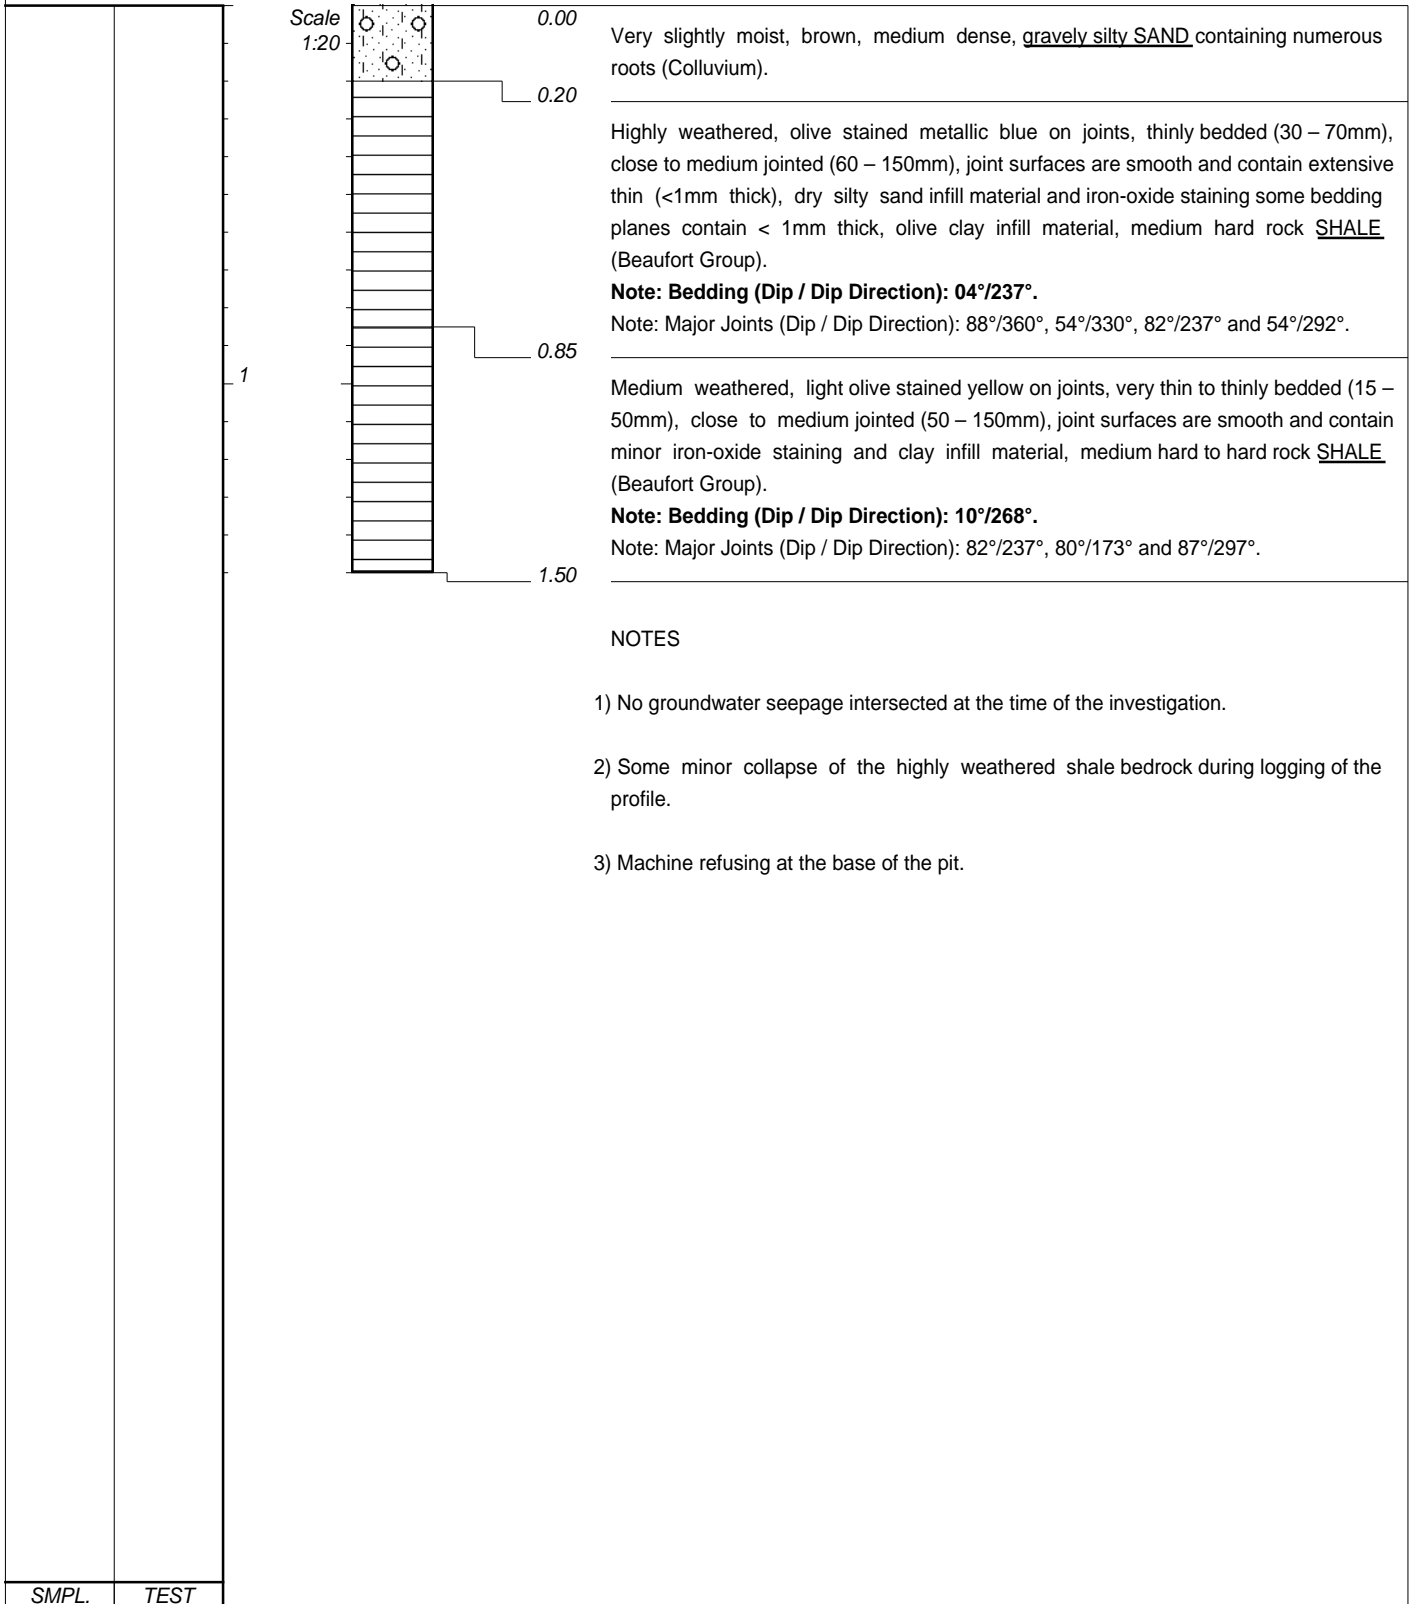 Scale
1:20
0.00
Very slightly moist, brown, medium dense, gravely silty SAND containing numerous
roots (Colluvium).
0.20
Highly weathered, olive stained metallic blue on joints, thinly bedded (30 – 70mm),
close to medium jointed (60 – 150mm), joint surfaces are smooth and contain extensive
thin (<1mm thick), dry silty sand infill material and iron-oxide staining some bedding
planes contain < 1mm thick, olive clay infill material, medium hard rock SHALE
(Beaufort Group).
Note: Bedding (Dip / Dip Direction): 04°/237°.
Note: Major Joints (Dip / Dip Direction): 88°/360°, 54°/330°, 82°/237° and 54°/292°.
0.85
1
Medium weathered, light olive stained yellow on joints, very thin to thinly bedded (15 –
50mm), close to medium jointed (50 – 150mm), joint surfaces are smooth and contain
minor iron-oxide staining and clay infill material, medium hard to hard rock SHALE
(Beaufort Group).
Note: Bedding (Dip / Dip Direction): 10°/268°.
Note: Major Joints (Dip / Dip Direction): 82°/237°, 80°/173° and 87°/297°.
1.50
NOTES
1) No groundwater seepage intersected at the time of the investigation.
2) Some minor collapse of the highly weathered shale bedrock during logging of the
profile.
3) Machine refusing at the base of the pit.
SMPL.
TEST